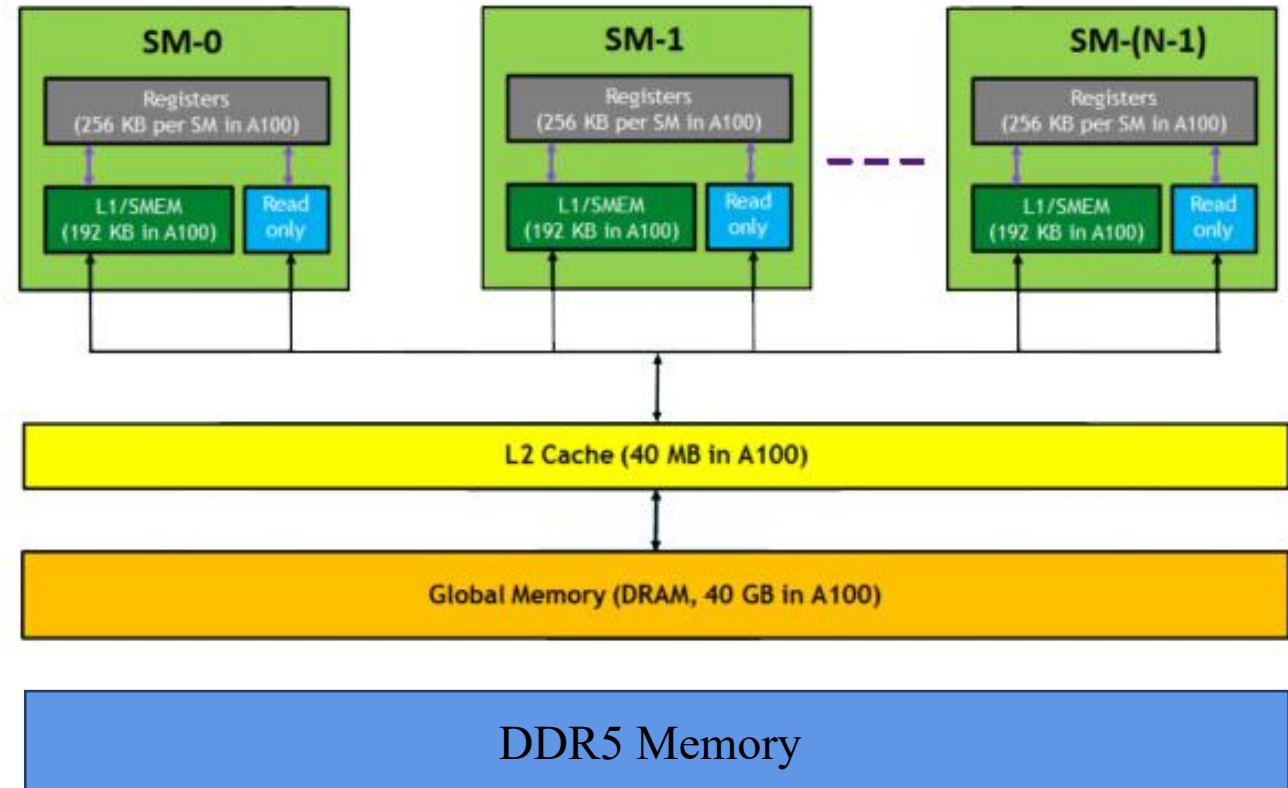 SM-0
Registers
(256 KB per SM in A100)
L1/SMEM
(192 KB in A100)
Read
only
SM-1
Registers
(256 KB per SM in A100)
L1/SMEM
(192 KB in A100)
Read
only
SM-(N-1)
Registers
(256 KB per SM in A100)
L1/SMEM
(192 KB in A100)
Read
only
L2 Cache (40 MB in A100)
Global Memory (DRAM, 40 GB in A100)
DDR5 Memory